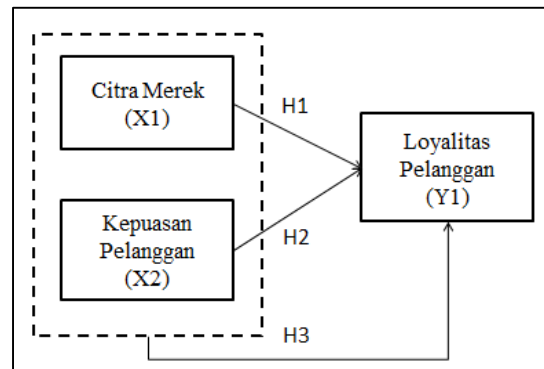 Citra Merek
(X1)
H1
Loyalitas
Pelanggan
(Y1)
Kepuasan
Pelanggan
(X2)
H2
H3